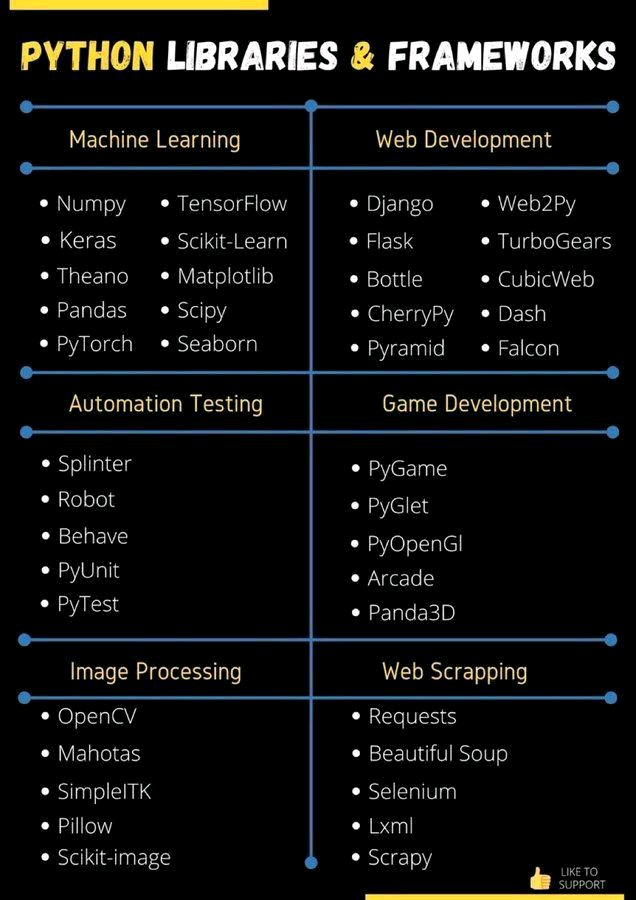 PYTHON LIBRARIES & FRAMEWORKS
Machine Learning
• Numpy
• Keras
• Theano
• Pandas
• PyTorch
• TensorFlow
• Scikit-Learn
• Matplotlib
• Scipy
• Seaborn
Web Development
• Django
• Flask
• Bottle
• CherryPy
• Pyramid
• Web2Py
• TurboGears
• CubicWeb
• Dash
• Falcon
Automation Testing
• Splinter
• Robot
• Behave
• PyUnit
• PyTest
Game Development
• PyGame
• PyGlet
• PyOpenGl
• Arcade
• Panda3D
Image Processing
• OpenCV
• Mahotas
• SimpleITK
• Pillow
• Scikit-image
Web Scrapping
• Requests
• Beautiful Soup
• Selenium
• Lxml
• Scrapy
LIKE TO
SUPPORT